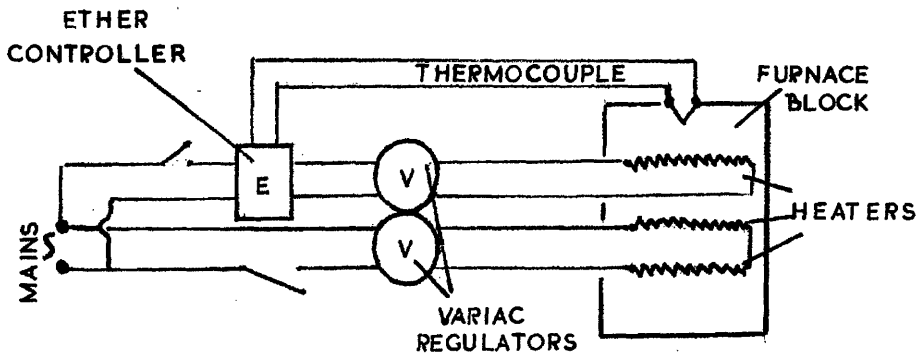 ETHER
CONTROLLER
THERMOCOUPLE
FURNACE
BLOCK
E
V
V
HEATERS
MAINS
VARIAC
REGULATORS